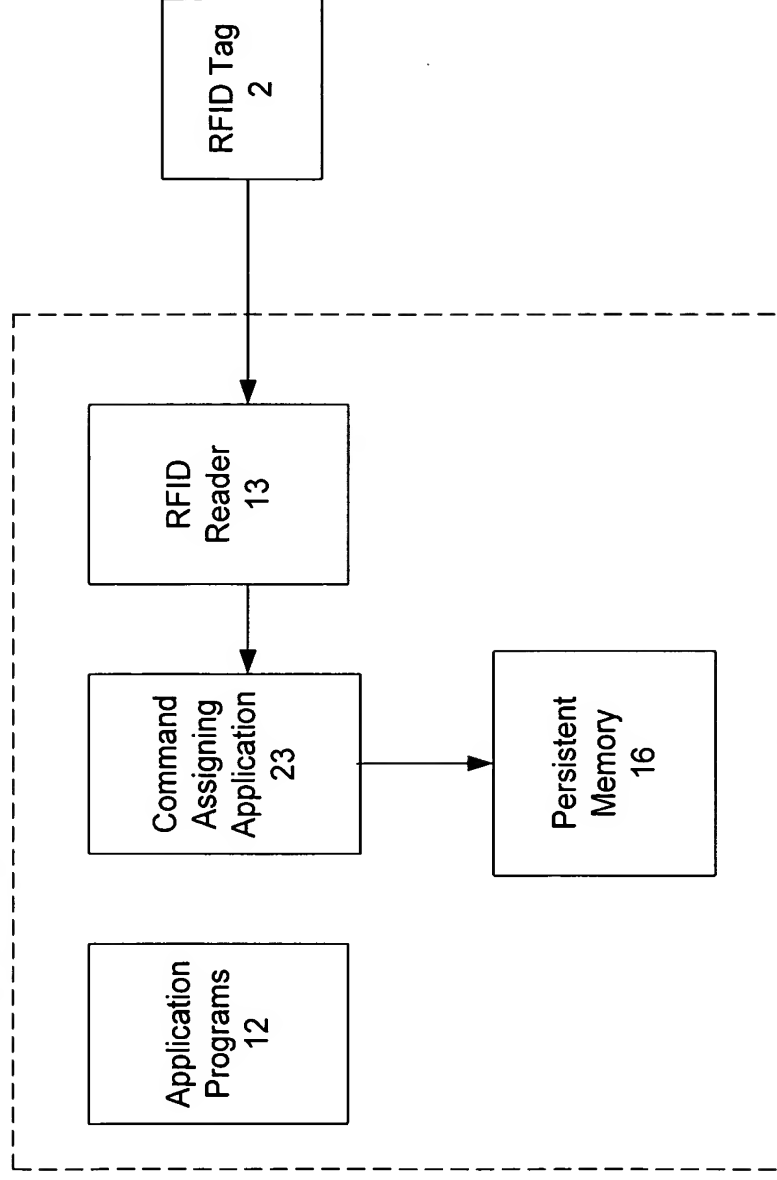 Application
Programs
12
Command
Assigning
Application
23
RFID
Reader
13
RFID Tag
2
Persistent
Memory
16